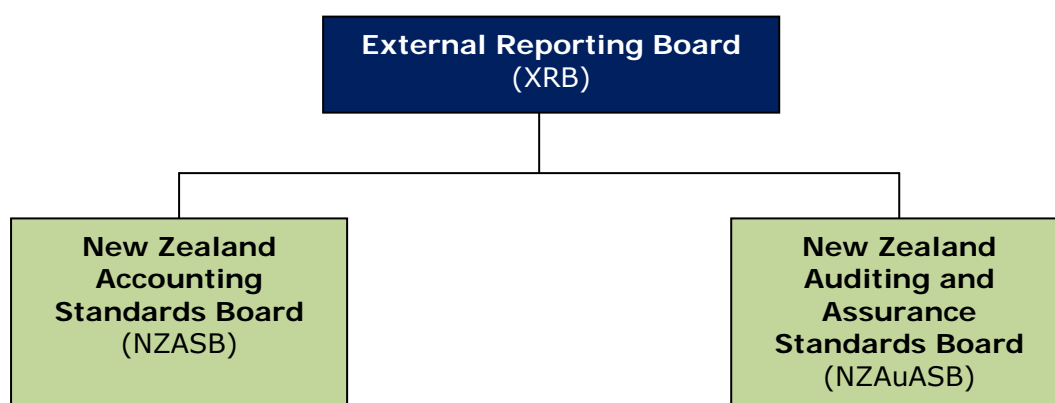 External Reporting Board
(XRB)
New Zealand
Accounting
Standards Board
(NZASB)
New Zealand
Auditing and
Assurance
Standards Board
(NZAuASB)